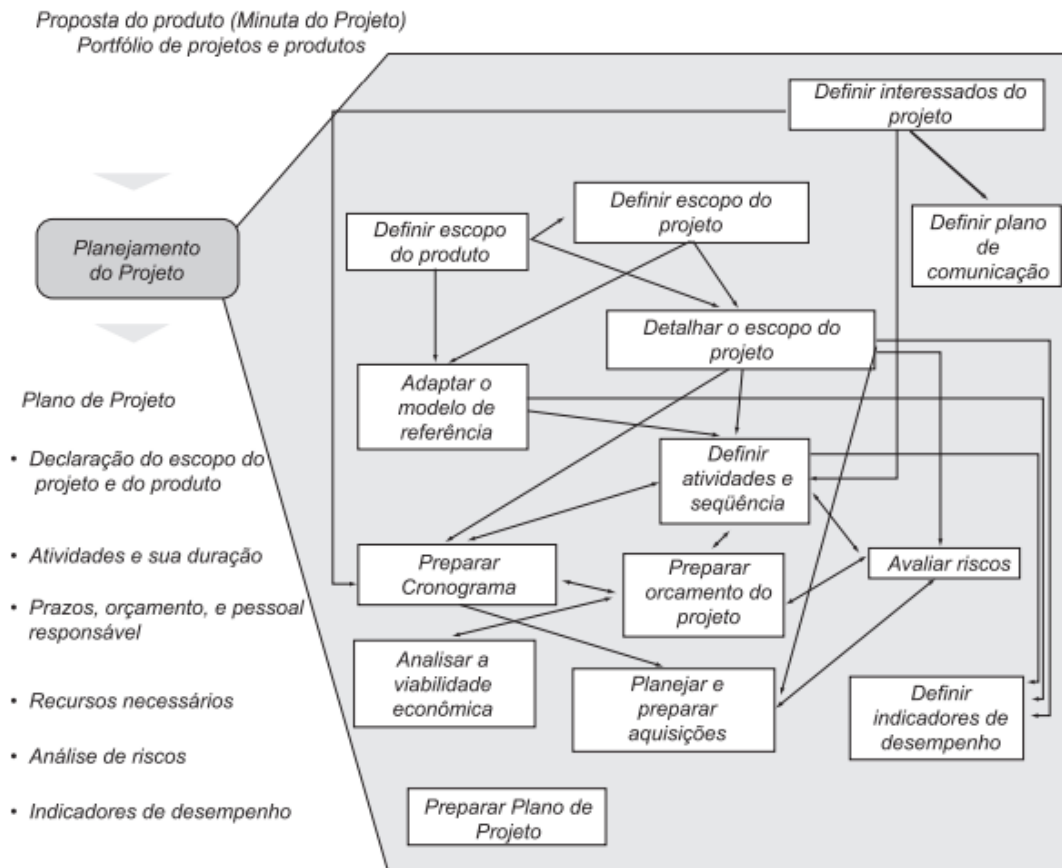 Proposta do produto (Minuta do Projeto)
Portfólio de projetos e produtos
Planejamento
do Projeto
Plano de Projeto
• Declaração do escopo do
projeto e do produto
• Atividades e sua duração
• Prazos, orçamento, e pessoal
responsável
• Recursos necessários
• Análise de riscos
• Indicadores de desempenho
Definir interessados do
projeto
Definir escopo
do produto
Definir escopo do
projeto
Definir plano
de
comunicação
Detalhar o escopo do
projeto
Adaptar o
modelo de
referência
Definir
atividades e
seqüência
Preparar
Cronograma
Preparar
orcamento do
projeto
Avaliar riscos
Analisar a
viabilidade
econômica
Planejar e
preparar
aquisições
Definir
indicadores de
desempenho
Preparar Plano de
Projeto